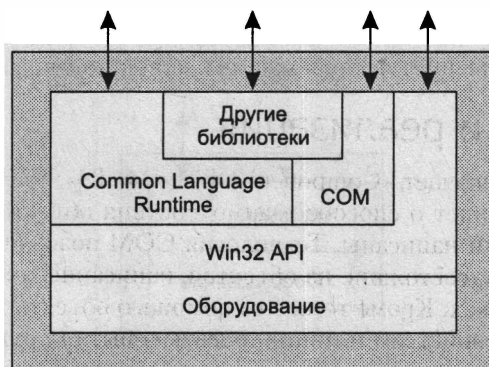 Другие
библиотеки
Common Language
Runtime
COM
Win32 API
Оборудование